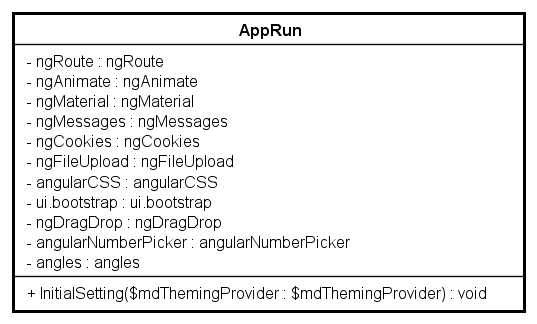 AppRun
- ngRoute : ngRoute
- ngAnimate : ngAnimate
- ngMaterial : ngMaterial
- ngMessages : ngMessages
- ngCookies : ngCookies
- ngFileUpload : ngFileUpload
- angularCSS : angularCSS
- ui.bootstrap : ui.bootstrap
- ngDragDrop : ngDragDrop
- angularNumberPicker : angularNumberPicker
- angles : angles
+ InitialSetting($mdThemingProvider : $mdThemingProvider) : void